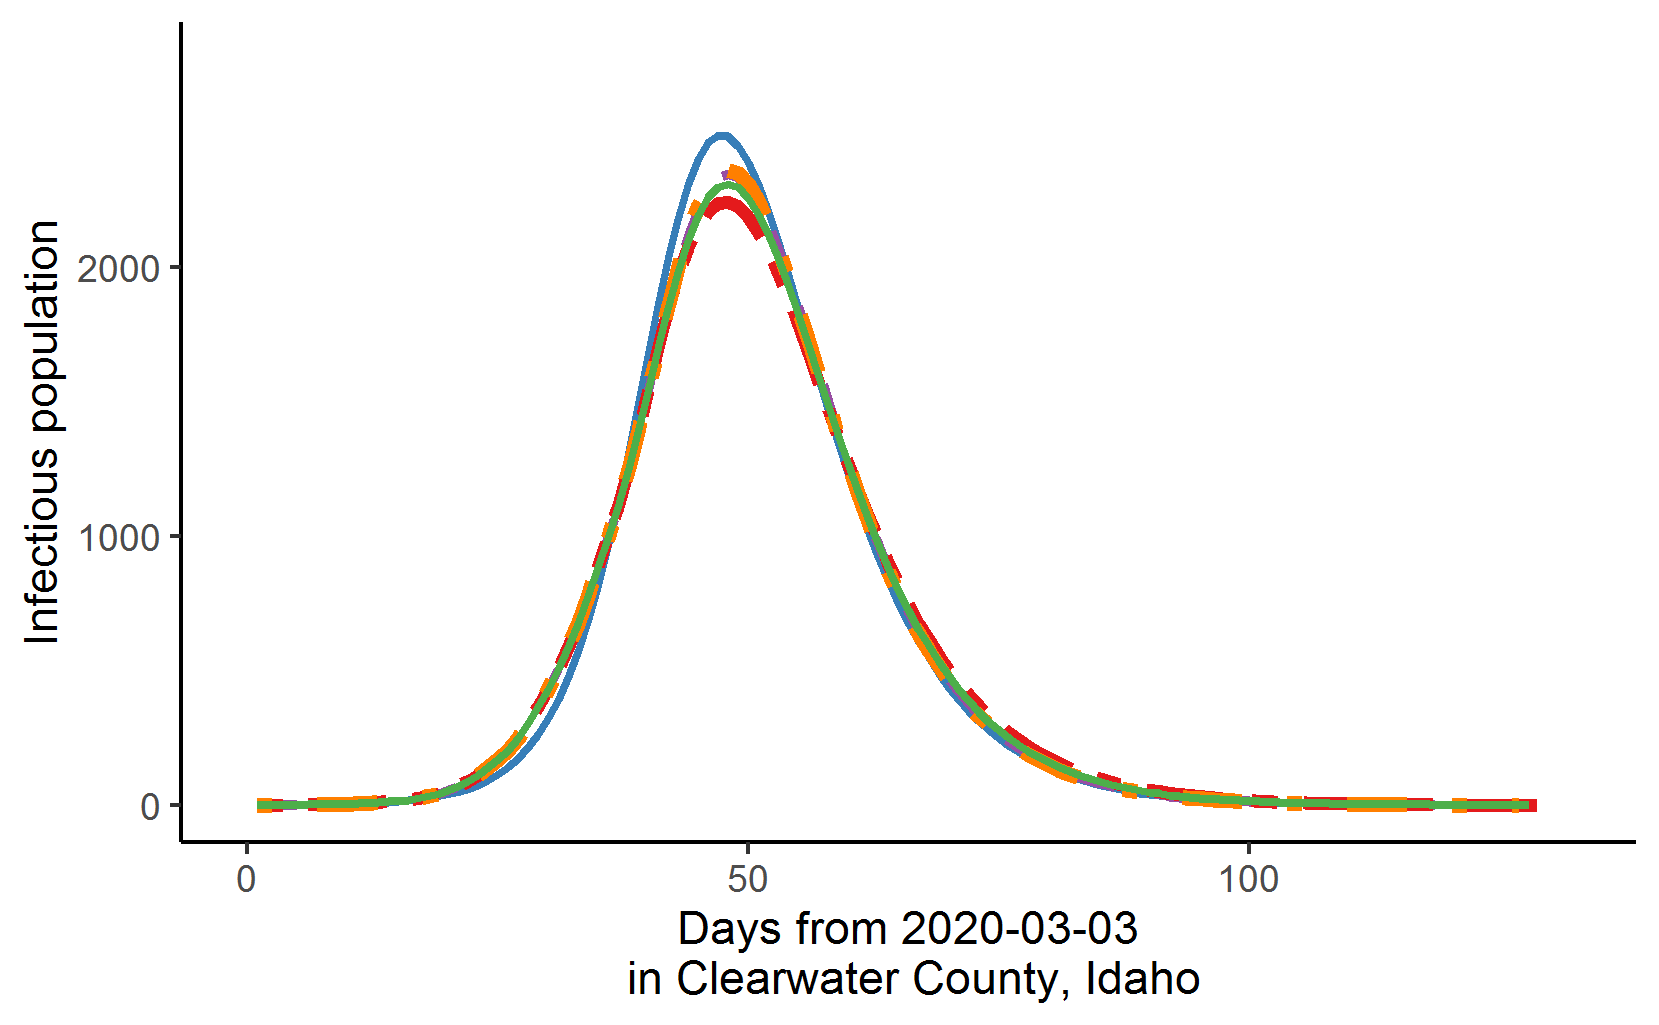 Infectious population
2000
1000
0
0
50
100
Days from 2020-03-03
in Clearwater County, Idaho